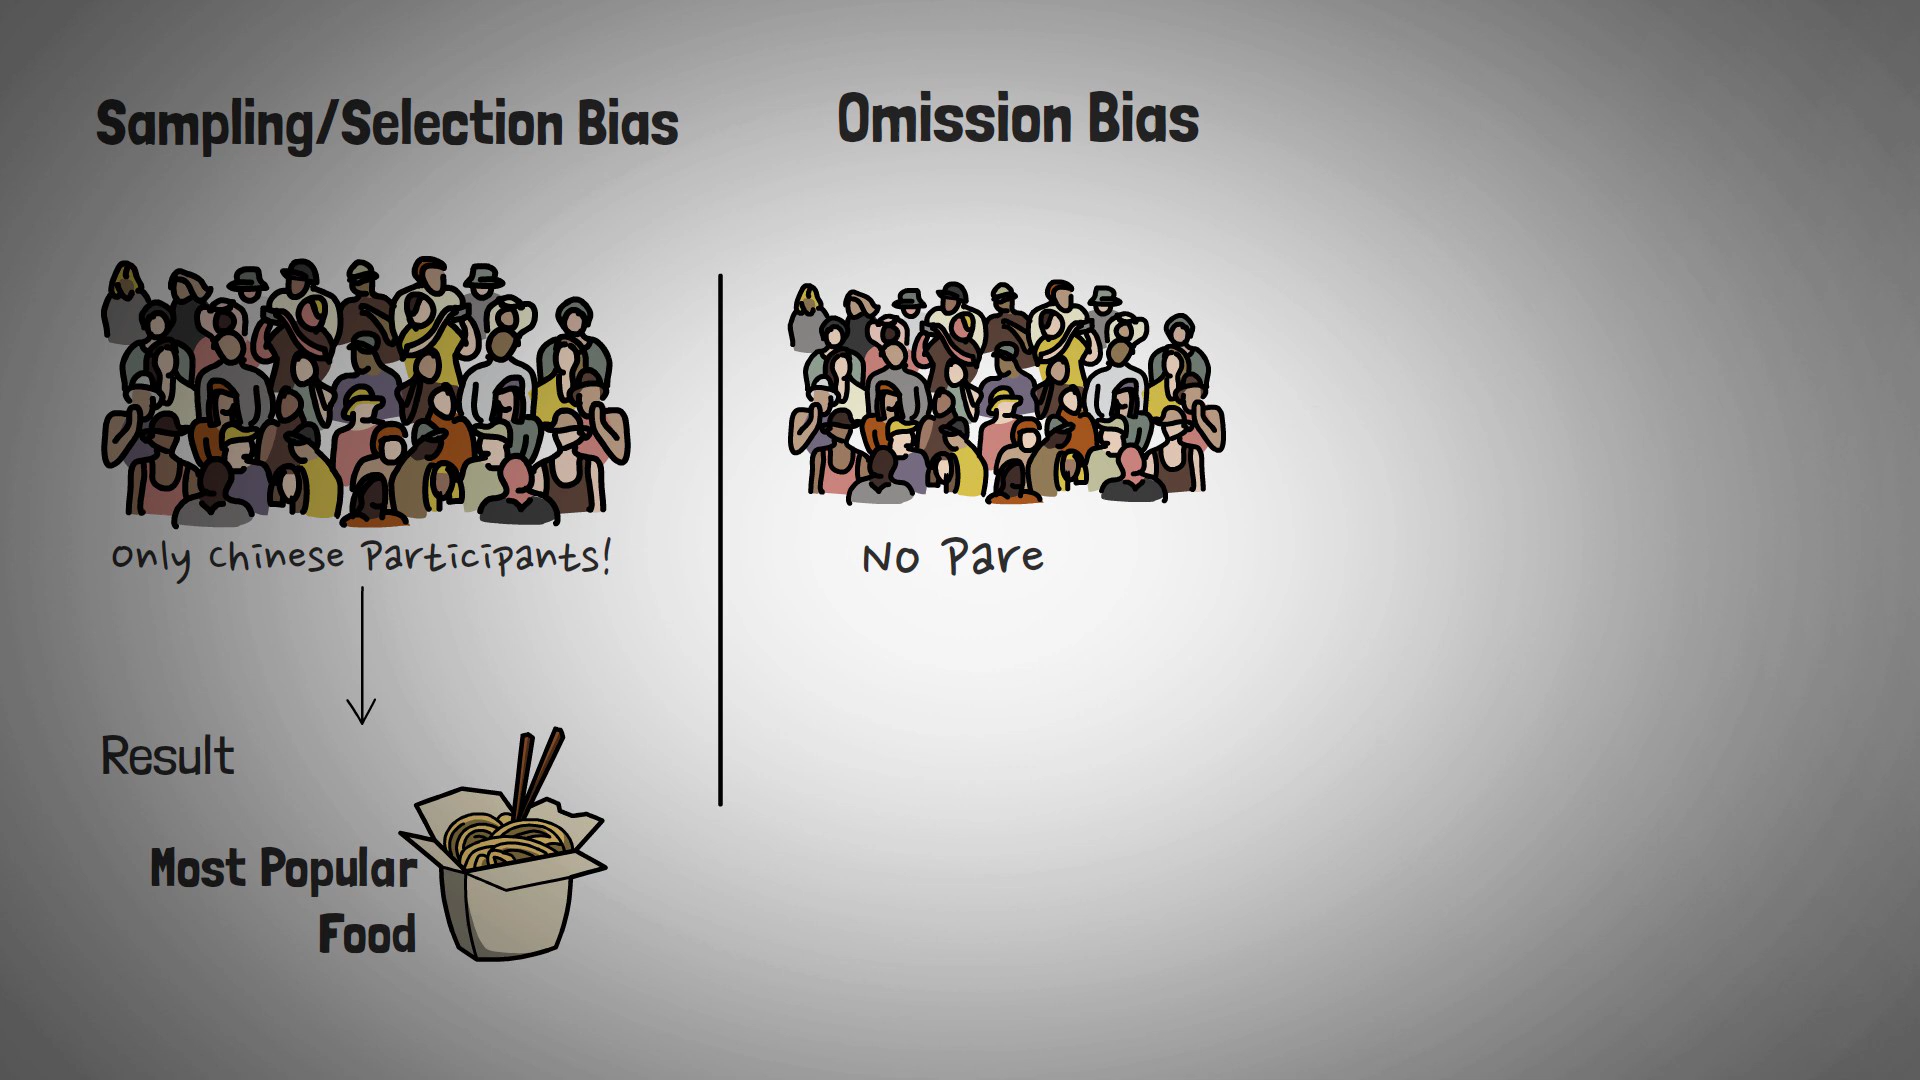 Sampling/Selection Bias
Only Chinese Participants!
Result
Most Popular
Food
Omission Bias
No Pare